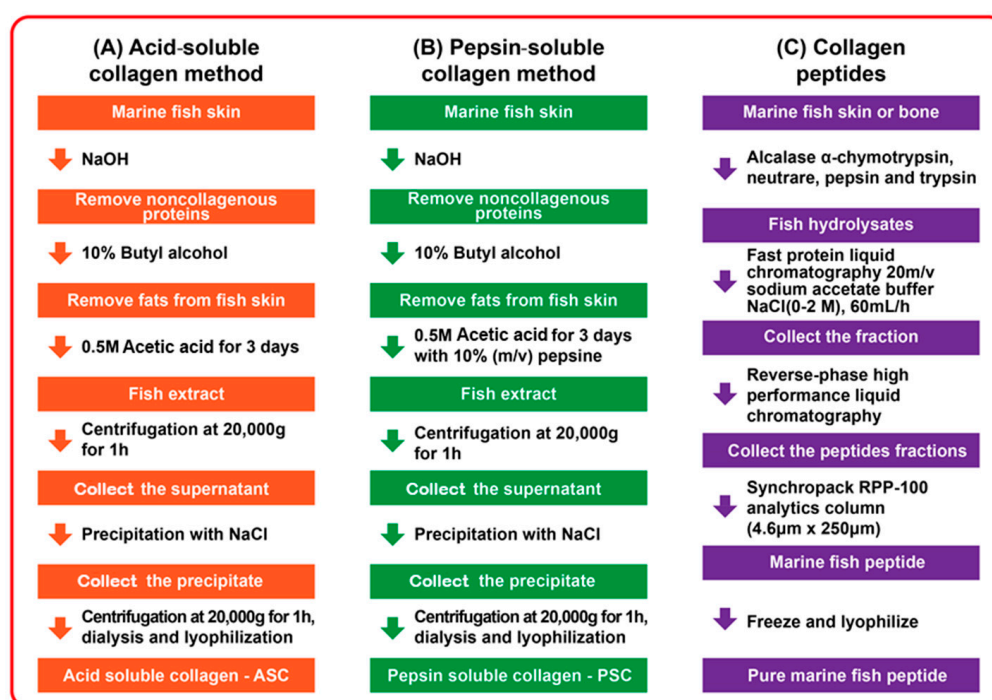 (A) Acid-soluble
collagen method
Marine fish skin
NaOH
Remove noncollagenous
proteins
10% Butyl alcohol
Remove fats from fish skin
0.5M Acetic acid for 3 days
Fish extract
Centrifugation at 20,000g
for 1h
Collect the supernatant
Precipitation with NaCl
Collect the precipitate
Centrifugation at 20,000g for 1h,
dialysis and lyophilization
Acid soluble collagen - ASC
(B) Pepsin-soluble
collagen method
Marine fish skin
NaOH
Remove noncollagenous
proteins
10% Butyl alcohol
Remove fats from fish skin
0.5M Acetic acid for 3 days
with 10% (m/v) pepsine
Fish extract
Centrifugation at 20,000g
for 1h
Collect the supernatant
Precipitation with NaCl
Collect the precipitate
Centrifugation at 20,000g for 1h,
dialysis and lyophilization
Pepsin soluble collagen - PSC
(C) Collagen
peptides
Marine fish skin or bone
Alcalase α-chymotrypsin,
neutrare, pepsin and trypsin
Fish hydrolysates
Fast protein liquid
chromatography 20m/v
sodium accetate buffer
NaCl(0-2 M), 60mL/h
Collect the fraction
Reverse-phase high
performance liquid
chromatography
Collect the peptides fractions
Synchropack RPP-100
analytics column
(4.6μm x 250μm)
Marine fish peptide
Freeze and lyophilize
Pure marine fish peptide